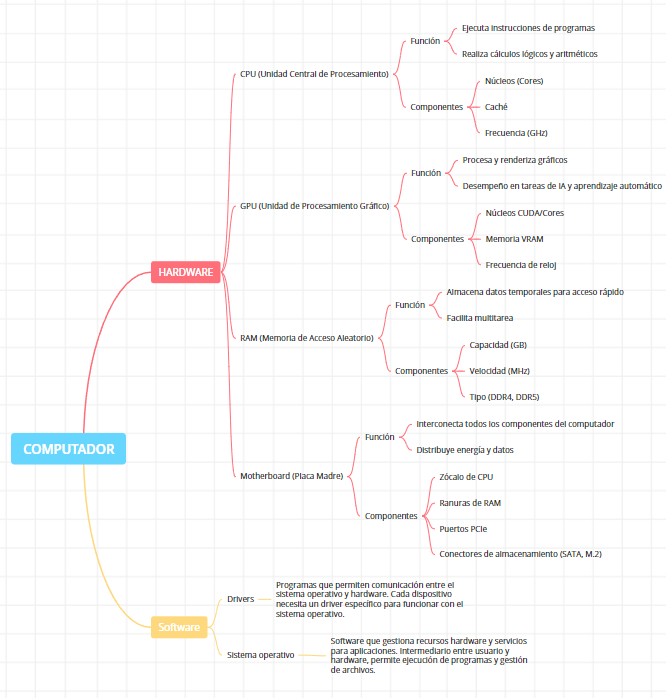 COMPUTADOR
HARDWARE
CPU (Unidad Central de Procesamiento)
Función
Ejecuta instrucciones de programas
Realiza cálculos lógicos y aritméticos
Componentes
Núcleos (Cores)
Caché
Frecuencia (GHz)
GPU (Unidad de Procesamiento Gráfico)
Función
Procesa y renderiza gráficos
Desempeño en tareas de IA y aprendizaje automático
Componentes
Núcleos CUDA/Cores
Memoria VRAM
Frecuencia de reloj
RAM (Memoria de Acceso Aleatorio)
Función
Almacena datos temporales para acceso rápido
Facilita multitarea
Componentes
Capacidad (GB)
Velocidad (MHz)
Tipo (DDR4, DDR5)
Motherboard (Placa Madre)
Función
Interconecta todos los componentes del computador
Distribuye energía y datos
Componentes
Zócalo de CPU
Ranuras de RAM
Puertos PCIe
Conectores de almacenamiento (SATA, M.2)
Software
Drivers
Programas que permiten comunicación entre el
sistema operativo y hardware. Cada dispositivo
necesita un driver específico para funcionar con el
sistema operativo.
Sistema operativo
Software que gestiona recursos hardware y servicios
para aplicaciones. Intermediario entre usuario y
hardware, permite ejecución de programas y gestión
de archivos.